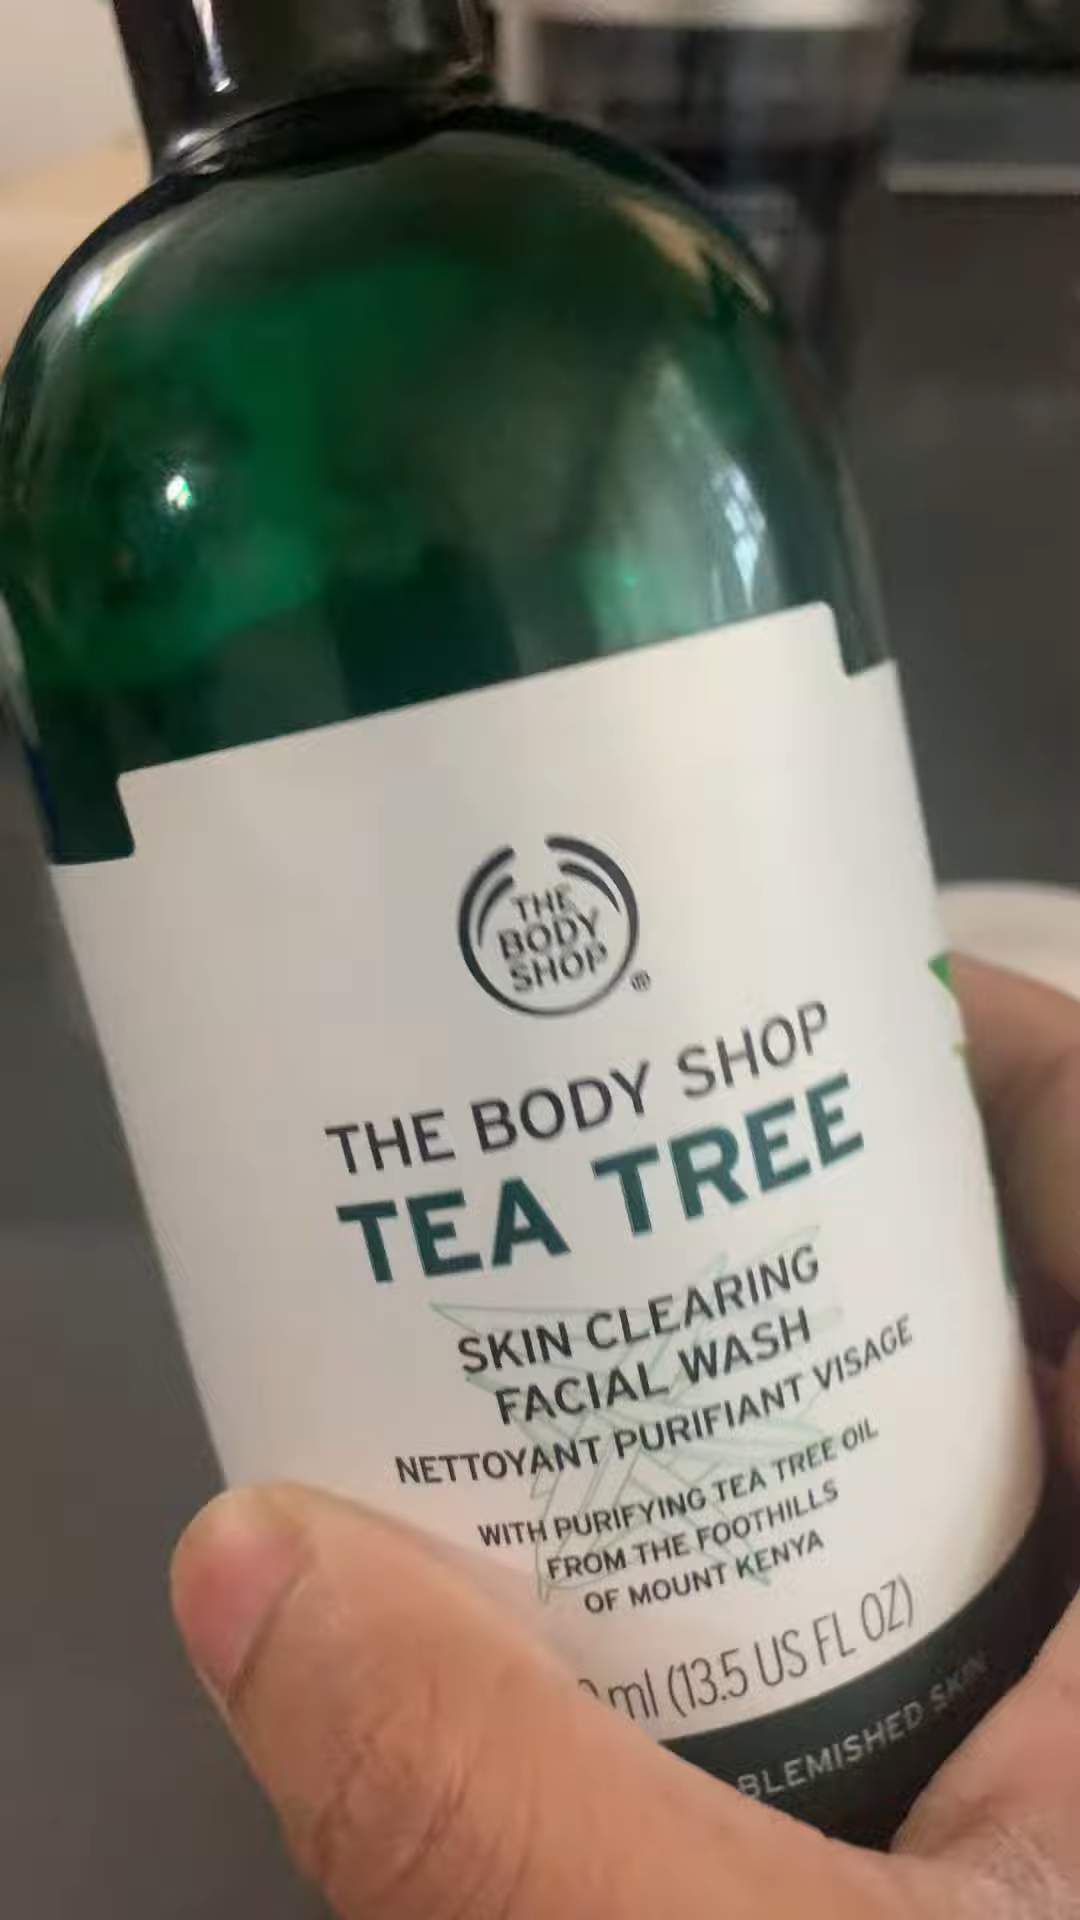 THE
BODY
SHOP
®
THE BODY SHOP
TEA TREE
SKIN CLEARING
FACIAL WASH
NETTOYANT PURIFIANT VISAGE
WITH PURIFYING TEA TREE OIL
FROM THE FOOTHILLS
OF MOUNT KENYA
ml (13.5 US FL OZ)
BLEMISHED SKIN